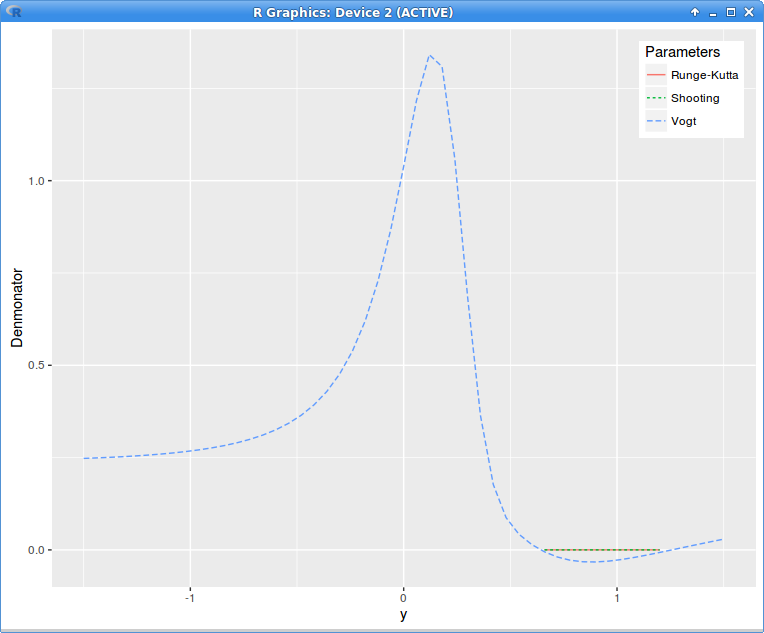 R Graphics: Device 2 (ACTIVE)
Parameters
Runge-Kutta
Shooting
Vogt
1.0
0.5
0.0
Denmonator
-1
0
1
y